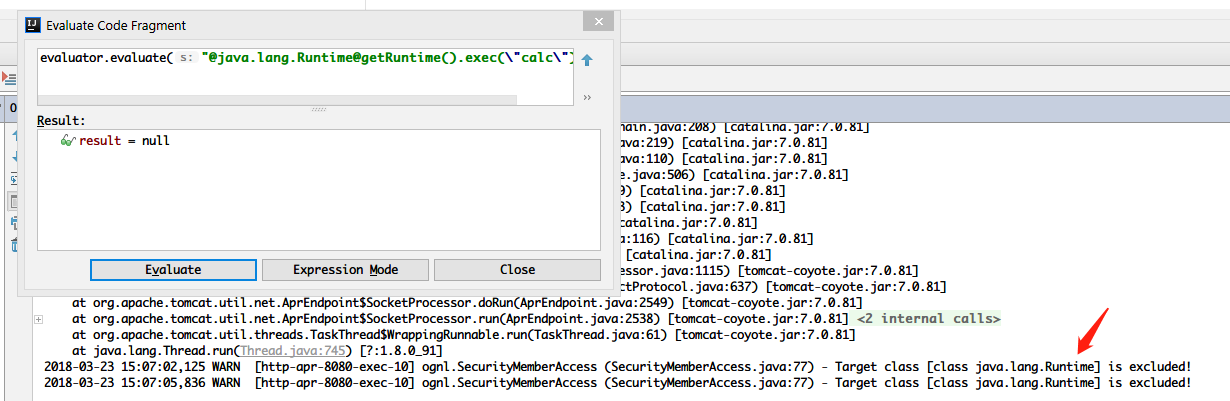 Evaluate Code Fragment
evaluator.evaluate( s: "@java.lang.Runtime@getRuntime().exec(\"calc\")
Result:
result = null
Evaluate
Expression Mode
Close
ain.java:208) [catalina.jar:7.0.81]
ava:219) [catalina.jar:7.0.81]
ava:110) [catalina.jar:7.0.81]
e.java:506) [catalina.jar:7.0.81]
9) [catalina.jar:7.0.81]
3) [catalina.jar:7.0.81]
catalina.jar:7.0.81]
a:116) [catalina.jar:7.0.81]
[catalina.jar:7.0.81]
essor.java:1115) [tomcat-coyote.jar:7.0.81]
ctProtocol.java:637) [tomcat-coyote.jar:7.0.81]
at org.apache.tomcat.util.net.AprEndpoint$SocketProcessor.doRun(AprEndpoint.java:2549) [tomcat-coyote.jar:7.0.81]
at org.apache.tomcat.util.net.AprEndpoint$SocketProcessor.run(AprEndpoint.java:2538) [tomcat-coyote.jar:7.0.81] <2 internal calls>
at org.apache.tomcat.util.threads.TaskThread$WrappingRunnable.run(TaskThread.java:61) [tomcat-coyote.jar:7.0.81]
at java.lang.Thread.run(Thread.java:745) [?:1.8.0_91]
2018-03-23 15:07:02,125 WARN [http-apr-8080-exec-10] ognl.SecurityMemberAccess (SecurityMemberAccess.java:77) - Target class [class java.lang.Runtime] is excluded!
2018-03-23 15:07:05,836 WARN [http-apr-8080-exec-10] ognl.SecurityMemberAccess (SecurityMemberAccess.java:77) - Target class [class java.lang.Runtime] is excluded!